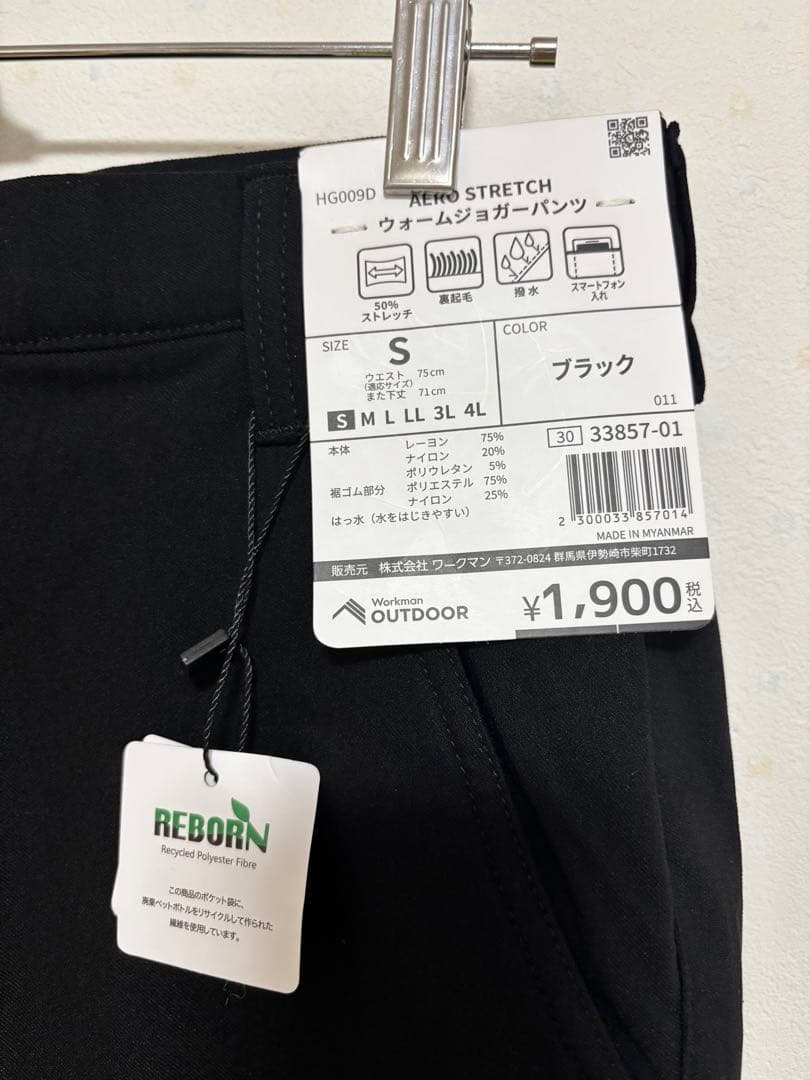 HG009D
AERO STRETCH
ウォームジョガーパンツ
50%
ストレッチ
裏起毛
撥水
スマートフォン
入れ
SIZE
S
ウエスト 75cm
(適応サイズ)
また下丈 71cm
S M L LL 3L 4L
COLOR
ブラック
011
本体 レーヨン 75%
ナイロン 20%
ポリウレタン 5%
裾ゴム部分 ポリエステル 75%
ナイロン 25%
はっ水（水をはじきやすい）
30 33857-01
2 300033 857014
MADE IN MYANMAR
販売元 株式会社 ワークマン 〒372-0824 群馬県伊勢崎市柴町1732
Workman
OUTDOOR
¥1,900税込
REBORN
Recycled Polyester Fibre
この商品のポケット袋に、
廃棄ペットボトルをリサイクルして作られた
繊維を使用しています。